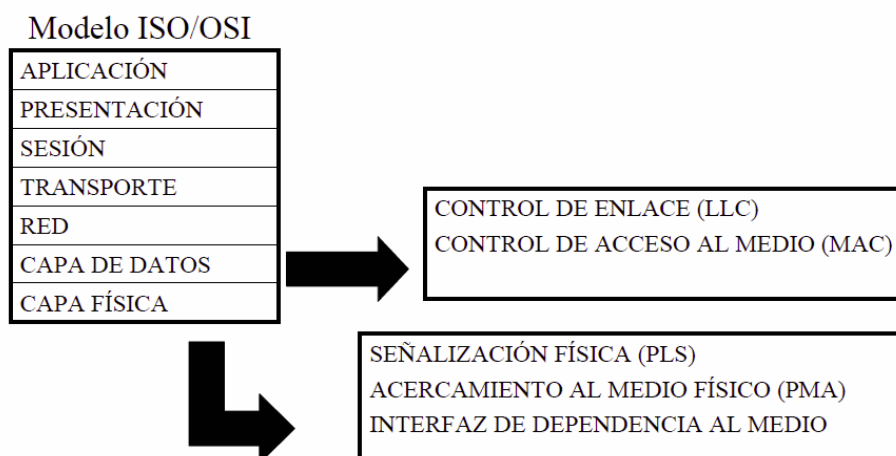 Modelo ISO/OSI
APLICACIÓN
PRESENTACIÓN
SESIÓN
TRANSPORTE
RED
CAPA DE DATOS
CAPA FÍSICA
CONTROL DE ENLACE (LLC)
CONTROL DE ACCESO AL MEDIO (MAC)
SEÑALIZACIÓN FÍSICA (PLS)
ACERCAMIENTO AL MEDIO FÍSICO (PMA)
INTERFAZ DE DEPENDENCIA AL MEDIO